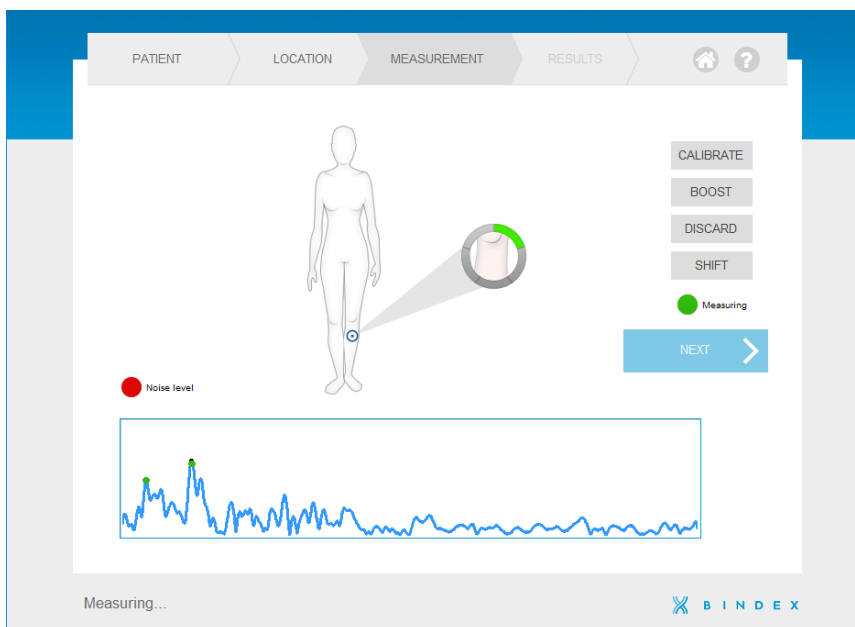 PATIENT
LOCATION
MEASUREMENT
RESULTS
?
CALIBRATE
BOOST
DISCARD
SHIFT
Measuring
NEXT
Noise level
Measuring...
BINDEX